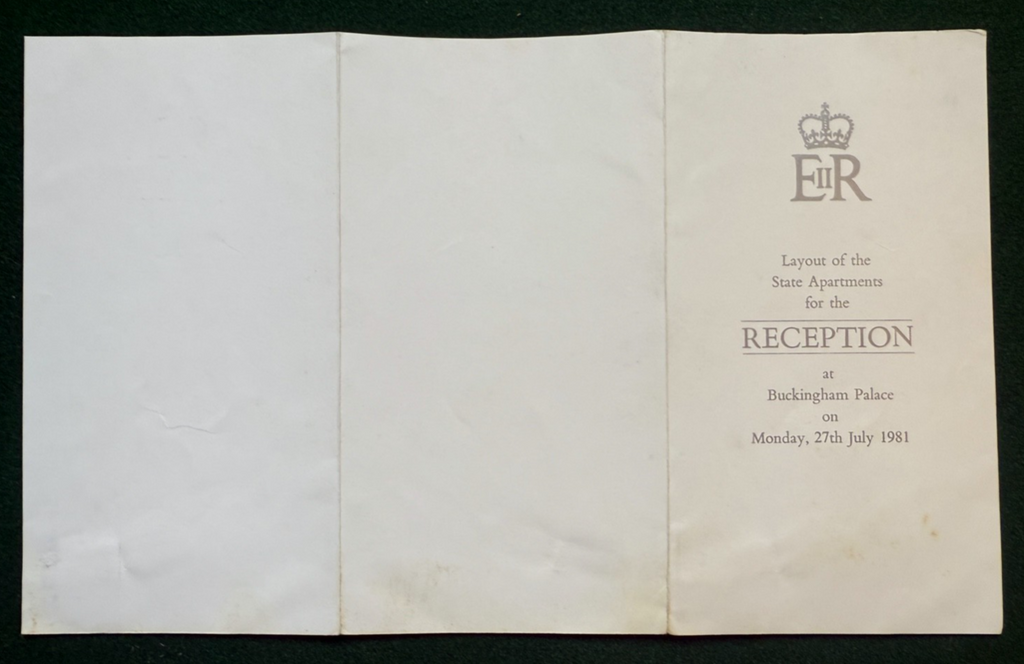 EIIR
Layout of the
State Apartments
for the
RECEPTION
at
Buckingham Palace
on
Monday, 27th July 1981